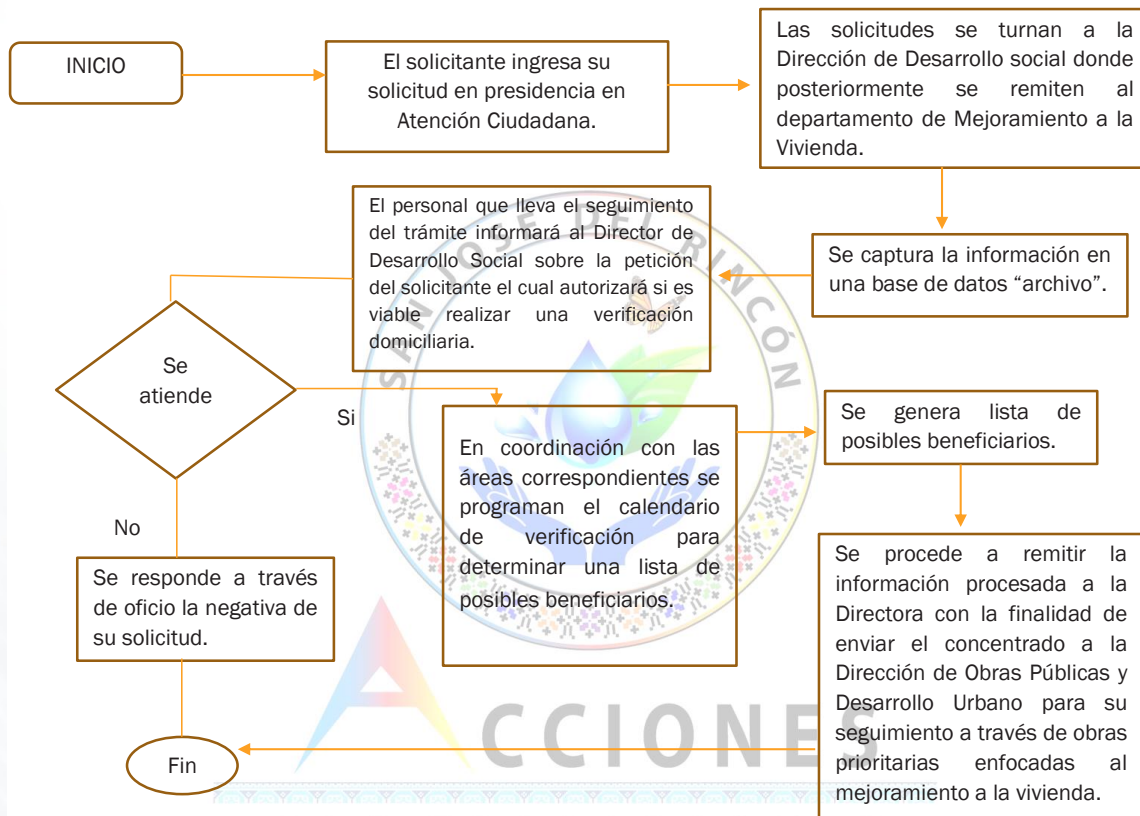 INICIO
El solicitante ingresa su
solicitud en presidencia en
Atención Ciudadana.
Las solicitudes se turnan a la
Dirección de Desarrollo social donde
posteriormente se remiten al
departamento de Mejoramiento a la
Vivienda.
Se captura la información en
una base de datos “archivo”.
El personal que lleva el seguimiento
del trámite informará al Director de
Desarrollo Social sobre la petición
del solicitante el cual autorizará si es
viable realizar una verificación
domiciliaria.
Se
atiende
Si
En coordinación con las
áreas correspondientes se
programan el calendario
de verificación para
determinar una lista de
posibles beneficiarios.
Se genera lista de
posibles beneficiarios.
No
Se responde a través
de oficio la negativa de
su solicitud.
Se procede a remitir la
información procesada a la
Directora con la finalidad de
enviar el concentrado a la
Dirección de Obras Públicas y
Desarrollo Urbano para su
seguimiento a través de obras
prioritarias enfocadas al
mejoramiento a la vivienda.
Fin
SAN JOSE DEL RINCÓN
ACCIONES